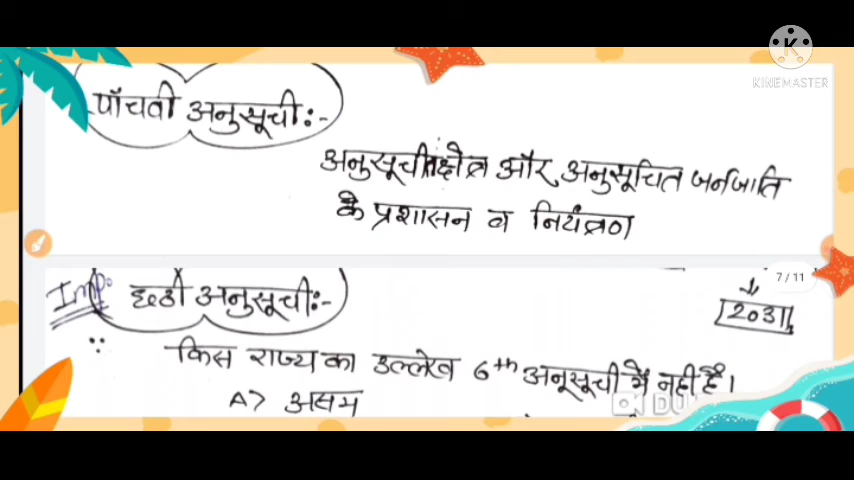 KINEMASTER
पाँचवी अनुसूची:-
अनुसूचीतक्षेत्र और अनुसूचित जनजाति
के प्रशासन व नियंत्रण
7/11
Imp. छठी अनुसूची:-
किस राज्य का उल्लेख 6th अनुसूची मे नही है।
A> असम